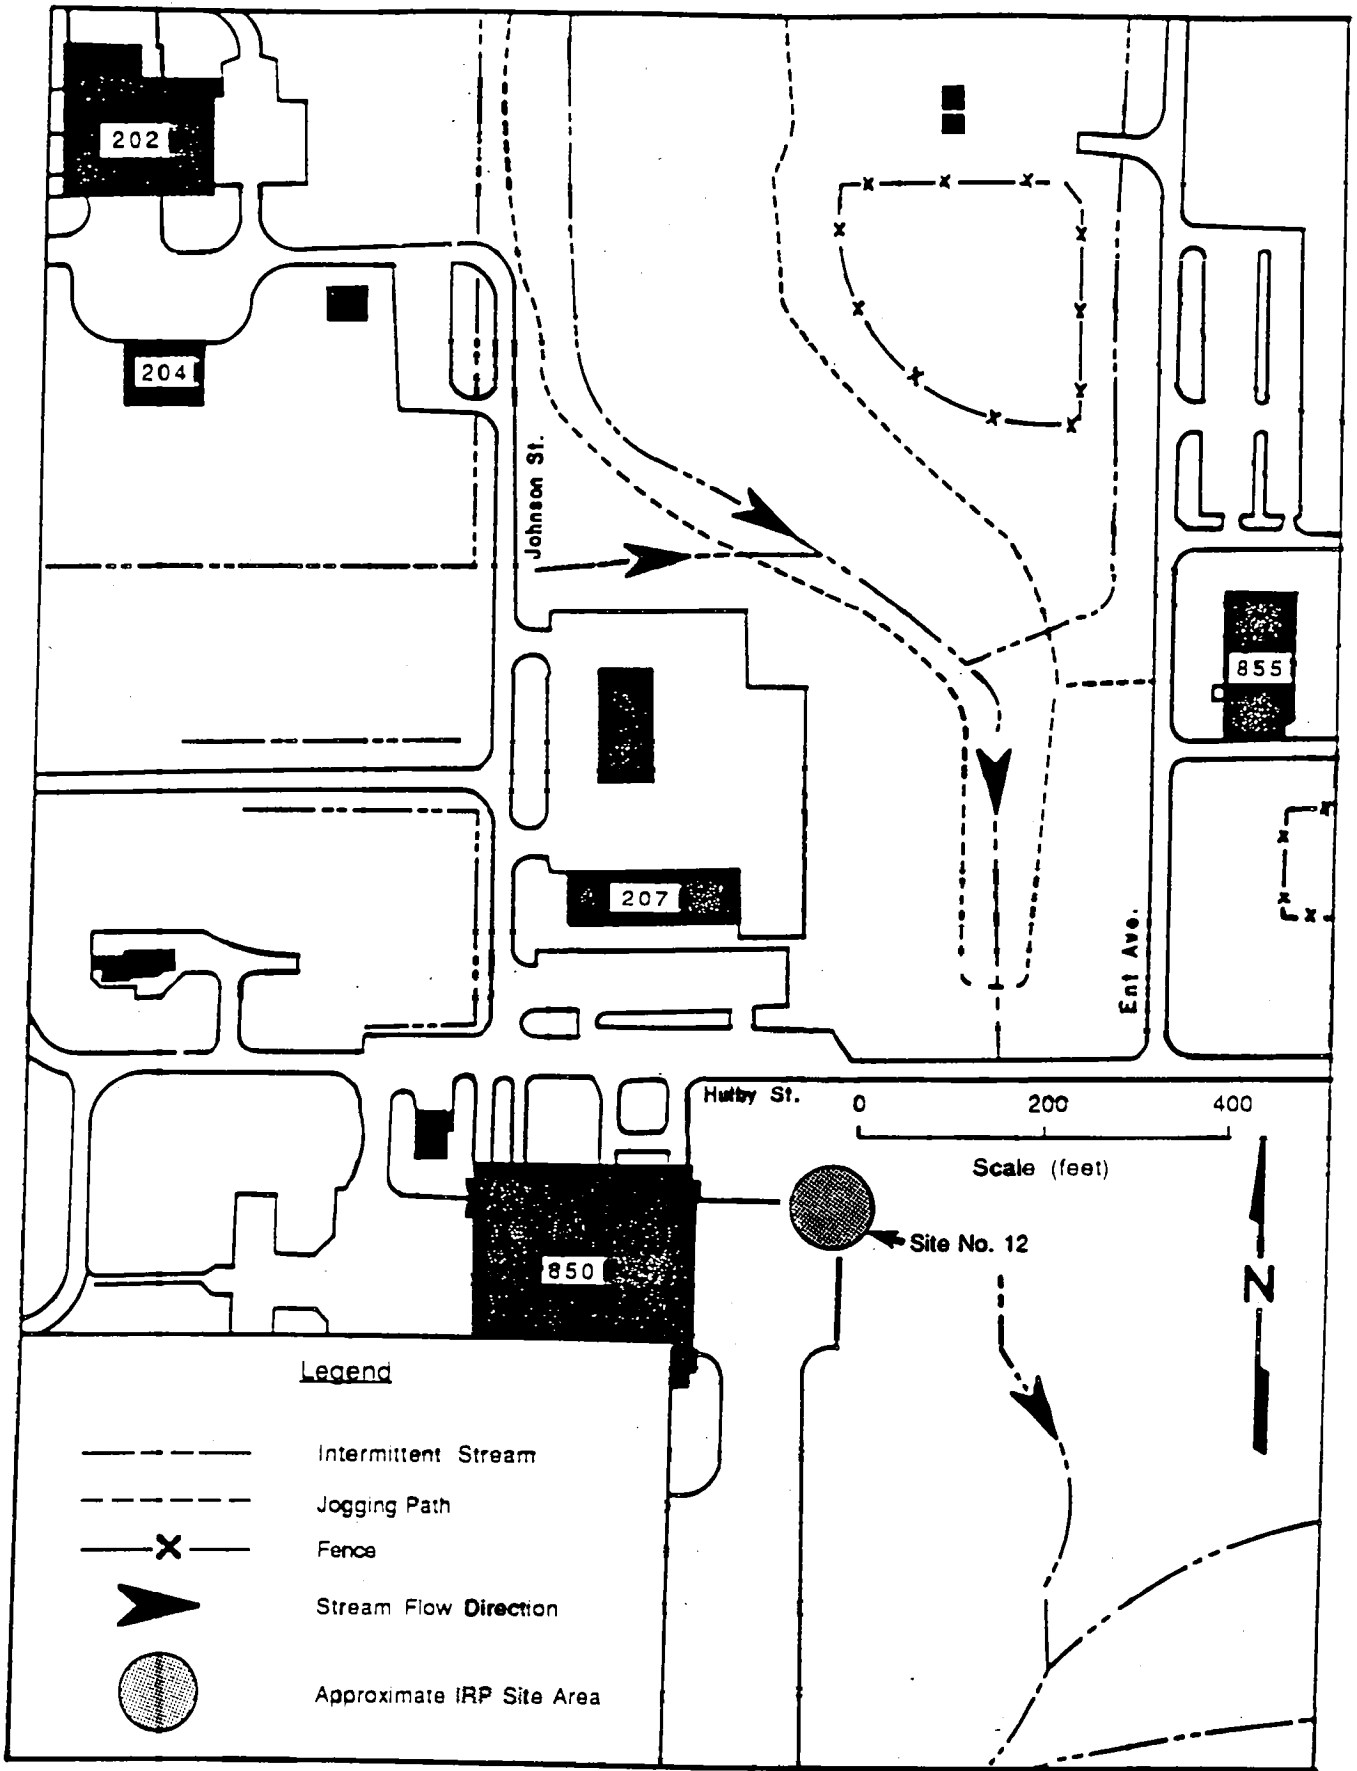 202
204
Johnson St.
855
207
Ent Ave.
Hutby St.
0 200 400
Scale (feet)
Site No. 12
850
N
Legend
Intermittent Stream
Jogging Path
Fence
Stream Flow Direction
Approximate IRP Site Area